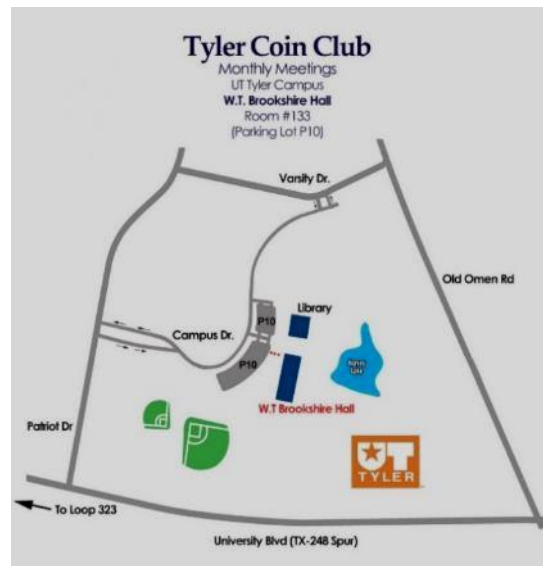 Tyler Coin Club
Monthly Meetings
UT Tyler Campus
W.T. Brookshire Hall
Room #133
(Parking Lot P10)
Varsity Dr.
Old Omen Rd
Library
P10
Campus Dr.
P10
W.T Brookshire Hall
Patriot Dr
UT
TYLER
To Loop 323
University Blvd (TX-248 Spur)